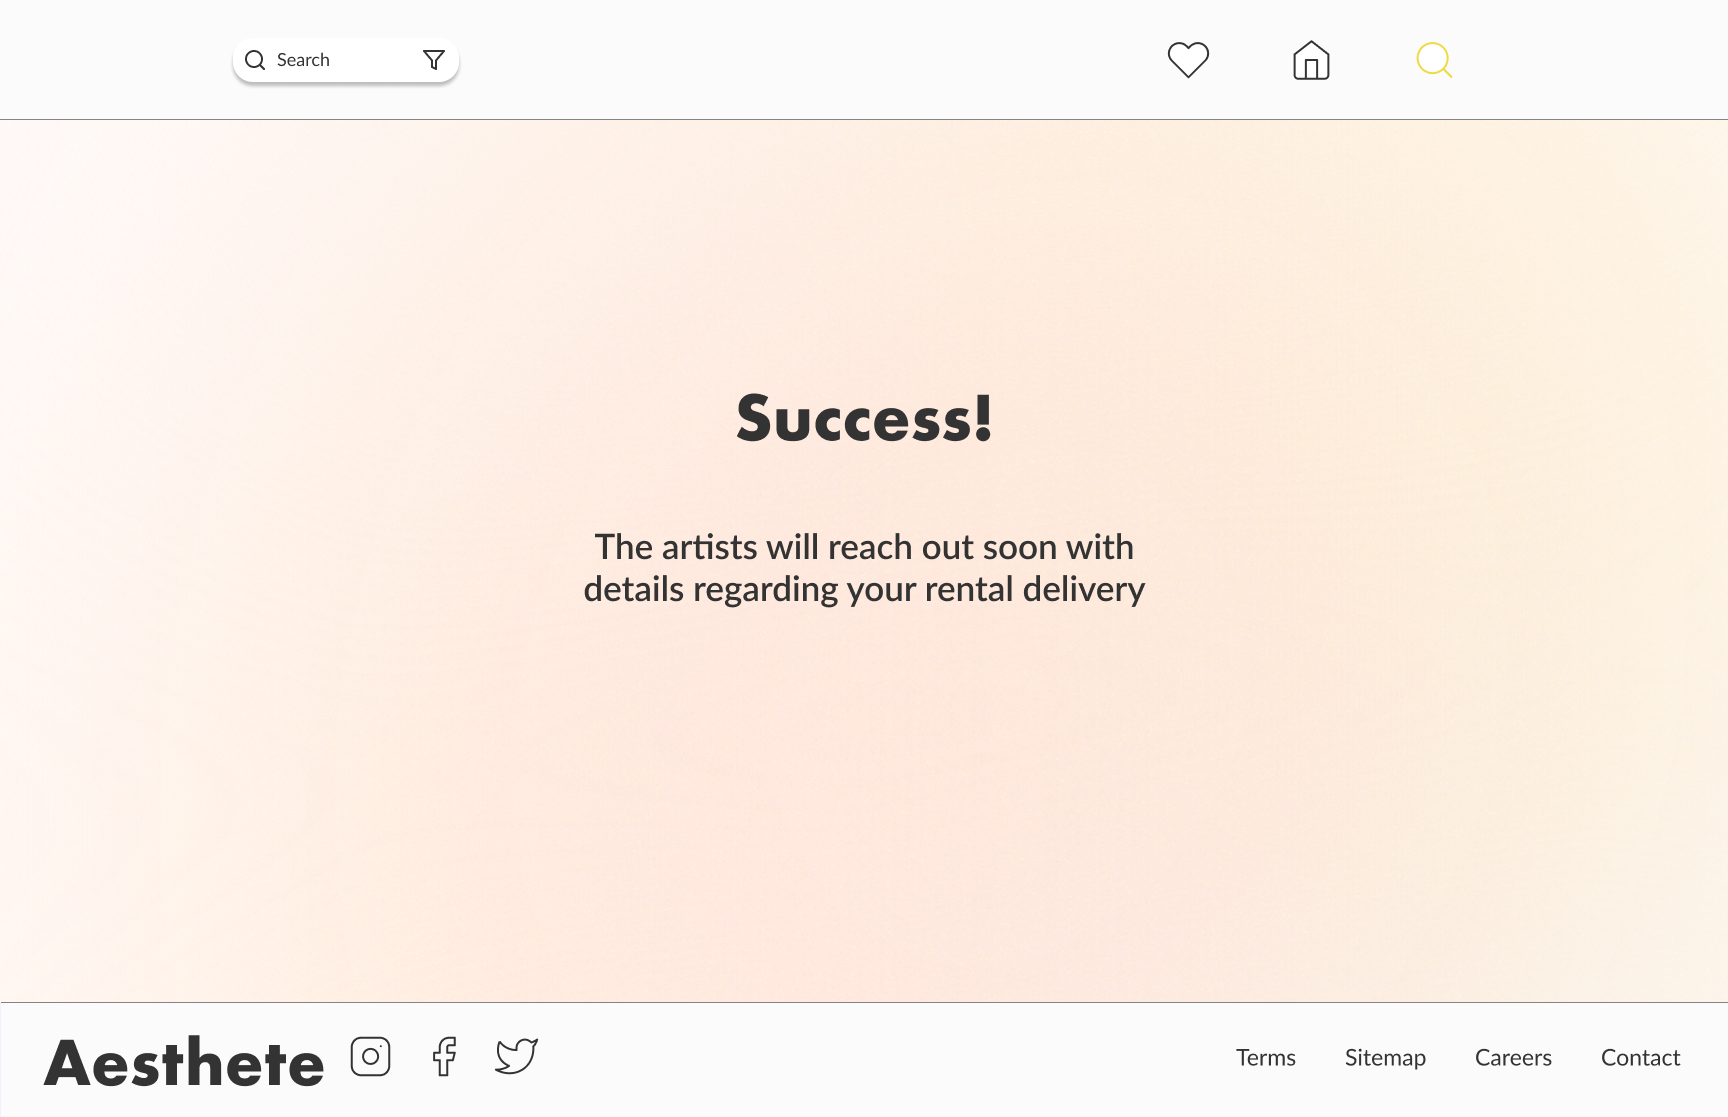 Search
Success!
The artists will reach out soon with
details regarding your rental delivery
Aesthete
Terms
Sitemap
Careers
Contact